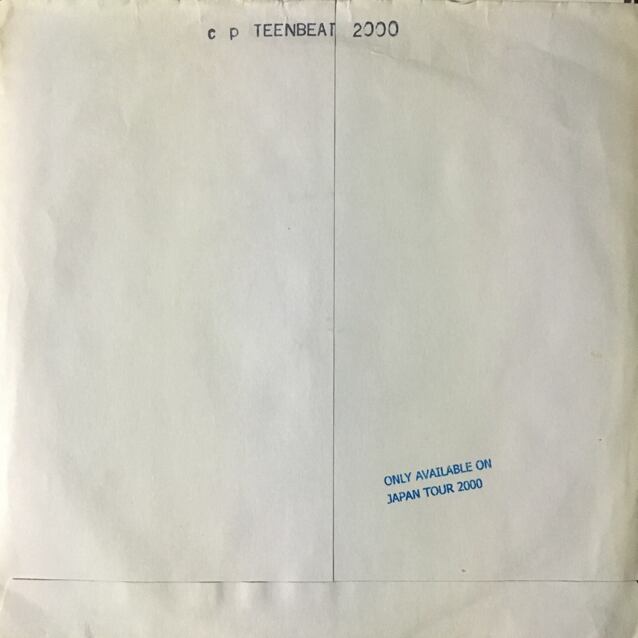 c p TEENBEAT 2000
ONLY AVAILABLE ON
JAPAN TOUR 2000